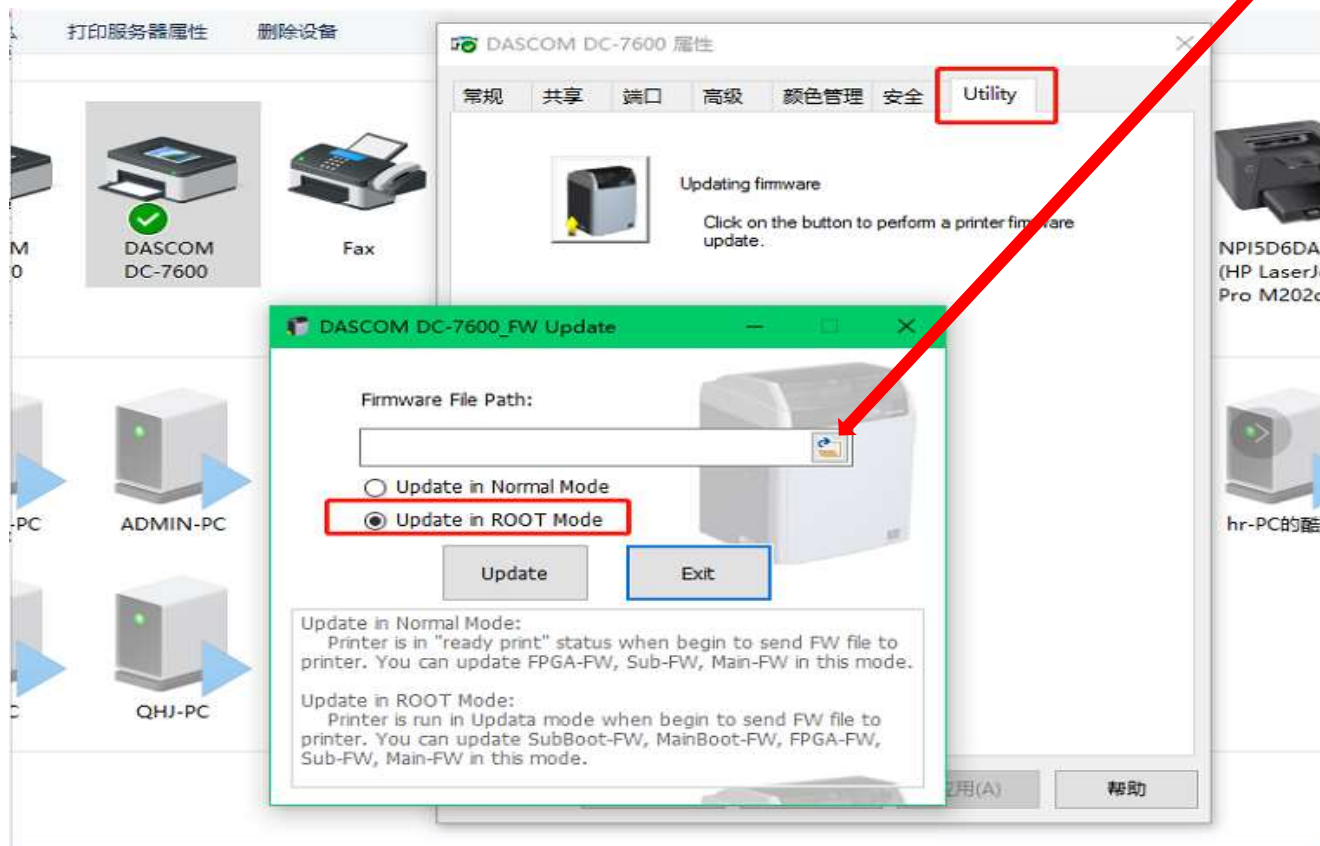 打印服务器属性 删除设备
DASCOM DC-7600 属性
常规 共享 端口 高级 颜色管理 安全 Utility
Updating firmware
Click on the button to perform a printer firmware
update.
M
0
DASCOM
DC-7600
Fax
NPI5D6DA
(HP LaserJ
Pro M202d
DASCOM DC-7600_FW Update
Firmware File Path:
Update in Normal Mode
Update in ROOT Mode
Update Exit
-PC
ADMIN-PC
hr-PC的酷
Update in Normal Mode:
Printer is in "ready print" status when begin to send FW file to
printer. You can update FPGA-FW, Sub-FW, Main-FW in this mode.
Update in ROOT Mode:
Printer is run in Updata mode when begin to send FW file to
printer. You can update SubBoot-FW, MainBoot-FW, FPGA-FW,
Sub-FW, Main-FW in this mode.
QHJ-PC
用(A) 帮助